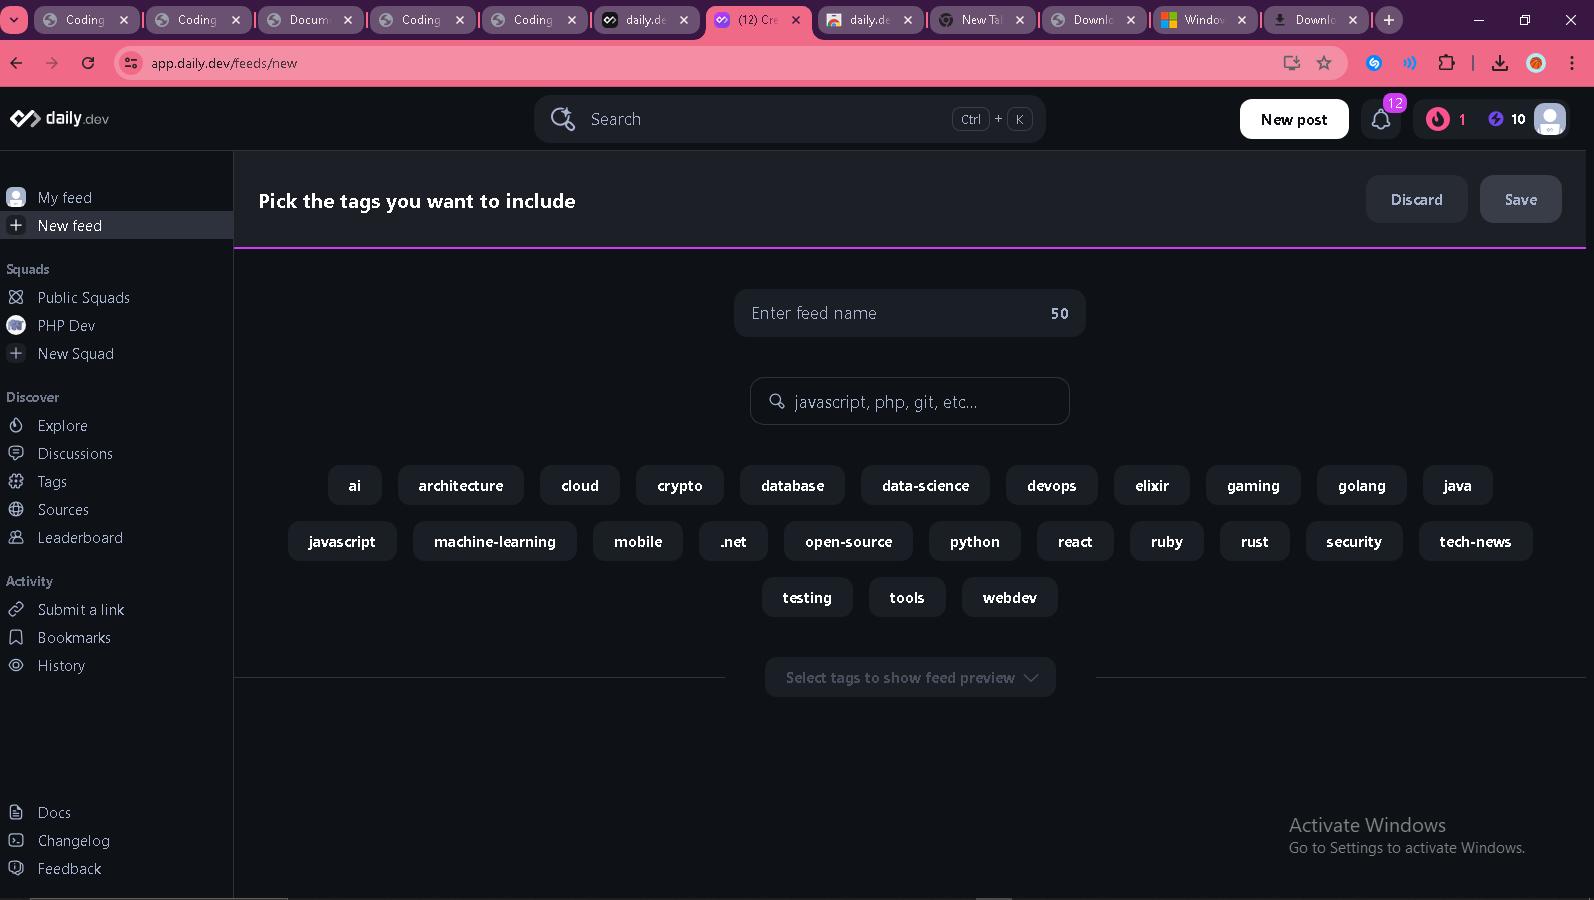 Coding
Coding
Docum
Coding
Coding
daily.de
(12) Cre
daily.de
New Tab
Downlo
Window
Downlo
app.daily.dev/feeds/new
daily.dev
Search
Ctrl + K
New post
12
1
10
My feed
New feed
Squads
Public Squads
PHP Dev
New Squad
Discover
Explore
Discussions
Tags
Sources
Leaderboard
Activity
Submit a link
Bookmarks
History
Docs
Changelog
Feedback
Pick the tags you want to include
Discard
Save
Enter feed name 50
javascript, php, git, etc...
ai architecture cloud crypto database data-science devops elixir gaming golang java
javascript machine-learning mobile .net open-source python react ruby rust security tech-news
testing tools webdev
Select tags to show feed preview
Activate Windows
Go to Settings to activate Windows.